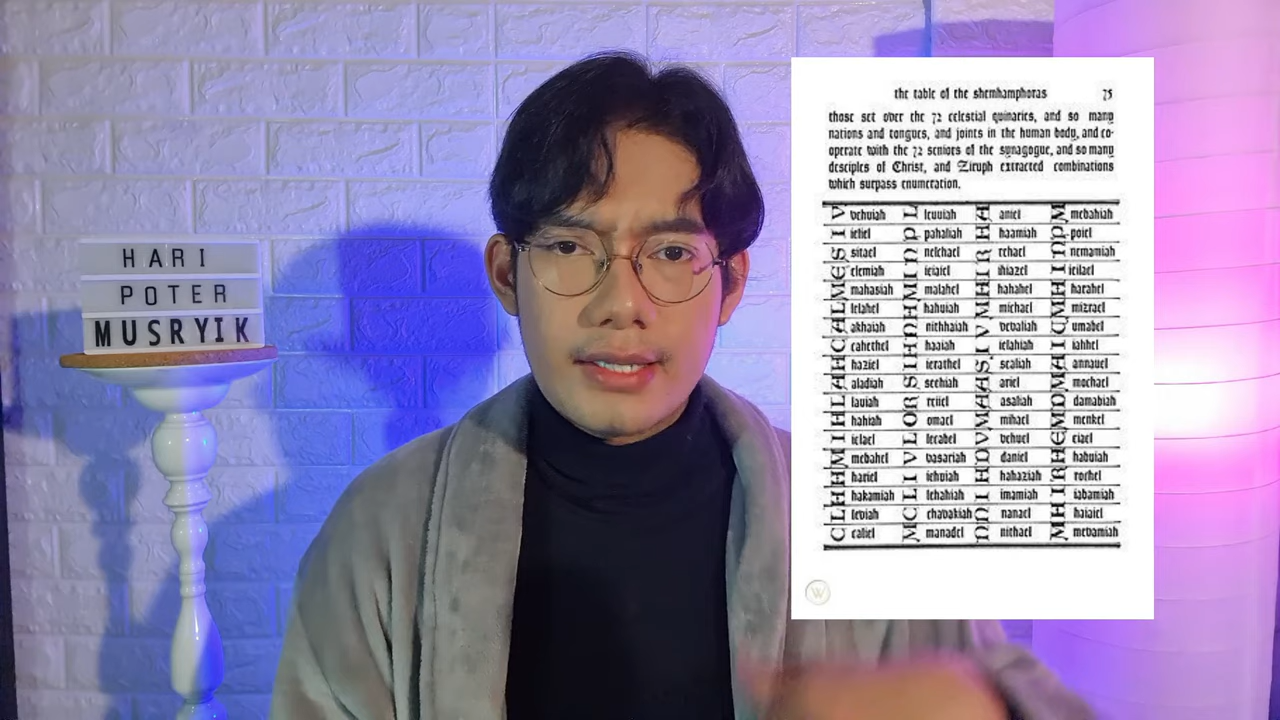 HARI
POTER
MUSRYIK
the table of the shemhamphoras 75
those set over the 72 celestial quinaries, and so many
nations and tongues, and joints in the human body, and co-
operate with the 72 seniors of the synagogue, and so many
desciples of Christ, and Ziruph extracted combinations
which surpass enumeration.
vehuiah leuuiah aniel mebahiah
ieliel pahaliah haamiah poiel
sitael nelchael rehael nemamiah
elemiah ieiaiel ihiazel ieilael
mahasiah malahel hahahel harahel
lelahel hahuiah michael mizrael
akhaiah nithhaiah vevaliah umabel
cahethel haaiah ielahiah iahhel
haziel ierathel sealiah annauel
aladiah seehiah ariel mochael
lauiah reiiel asaliah damabiah
hahiah omael mihael menkel
ielael lecabel vehuel eiael
mebahel vasariah daniel habuiah
hariel iehuiah hahaziah rochel
hakamiah lehahiah imamiah iabamiah
leviah chavakiah nanael haiaiel
caliel manadel nithael mevamiah
W